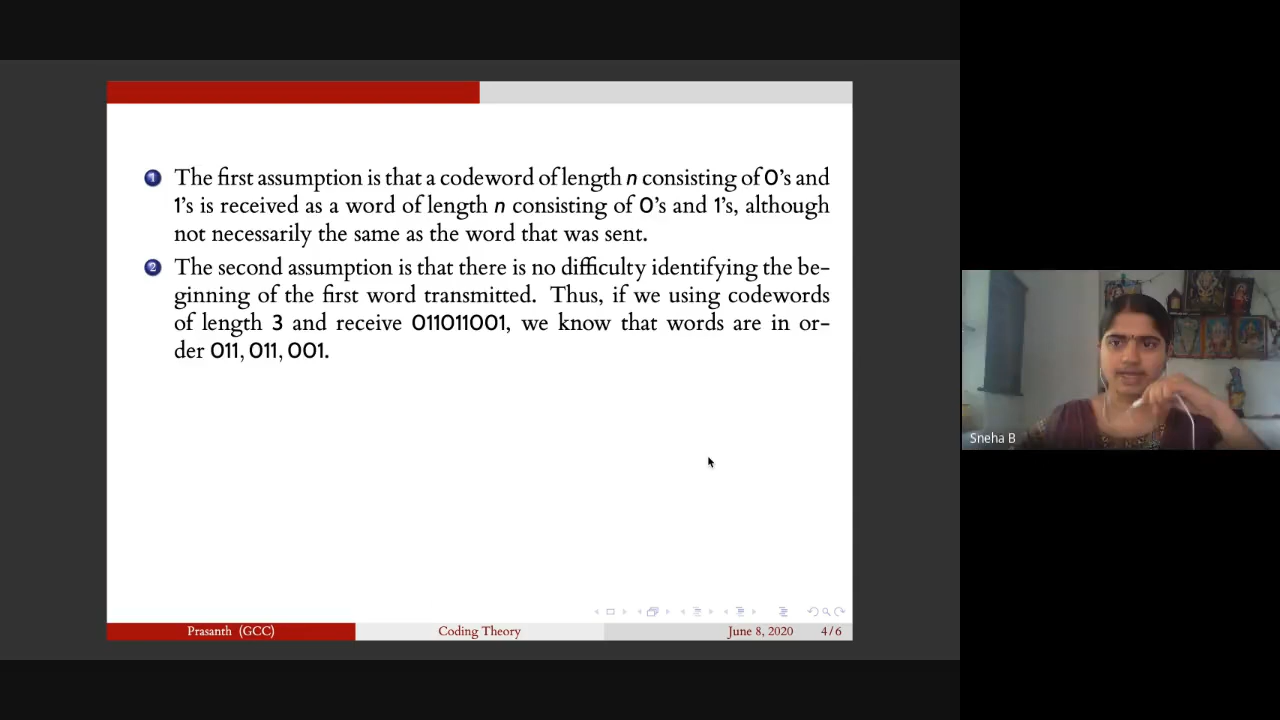 1 The first assumption is that a codeword of length n consisting of 0's and
1's is received as a word of length n consisting of 0's and 1's, although
not necessarily the same as the word that was sent.
2 The second assumption is that there is no difficulty identifying the be-
ginning of the first word transmitted. Thus, if we using codewords
of length 3 and receive 011011001, we know that words are in or-
der 011, 011, 001.
Sneha B
Prasanth (GCC) Coding Theory June 8, 2020 4/6